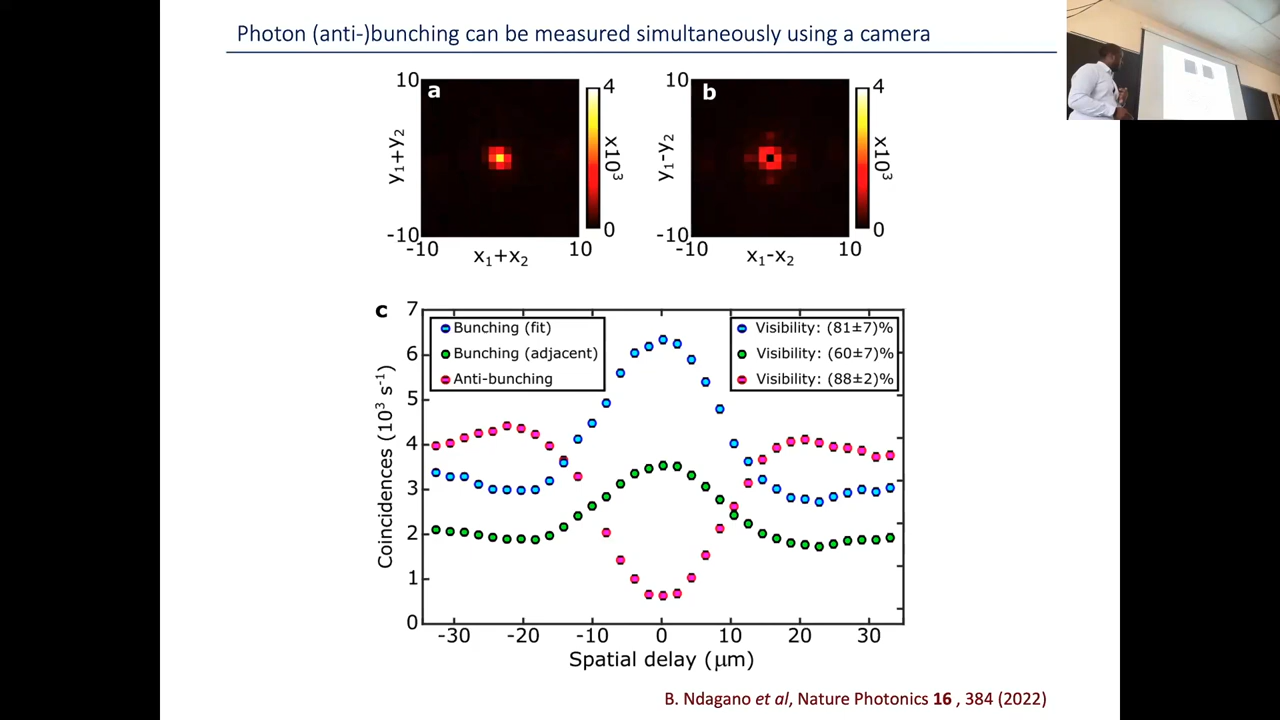 Photon (anti-)bunching can be measured simultaneously using a camera
a
10
-10
-10
10
y₁+y₂
x₁+x₂
4
x10³
0
b
10
-10
-10
10
y₁-y₂
x₁-x₂
4
x10³
0
c
7
6
5
4
3
2
1
0
Coincidences (10³ s⁻¹)
Bunching (fit)
Bunching (adjacent)
Anti-bunching
Visibility: (81±7)%
Visibility: (60±7)%
Visibility: (88±2)%
-30 -20 -10 0 10 20 30
Spatial delay (μm)
B. Ndagano et al, Nature Photonics 16 , 384 (2022)